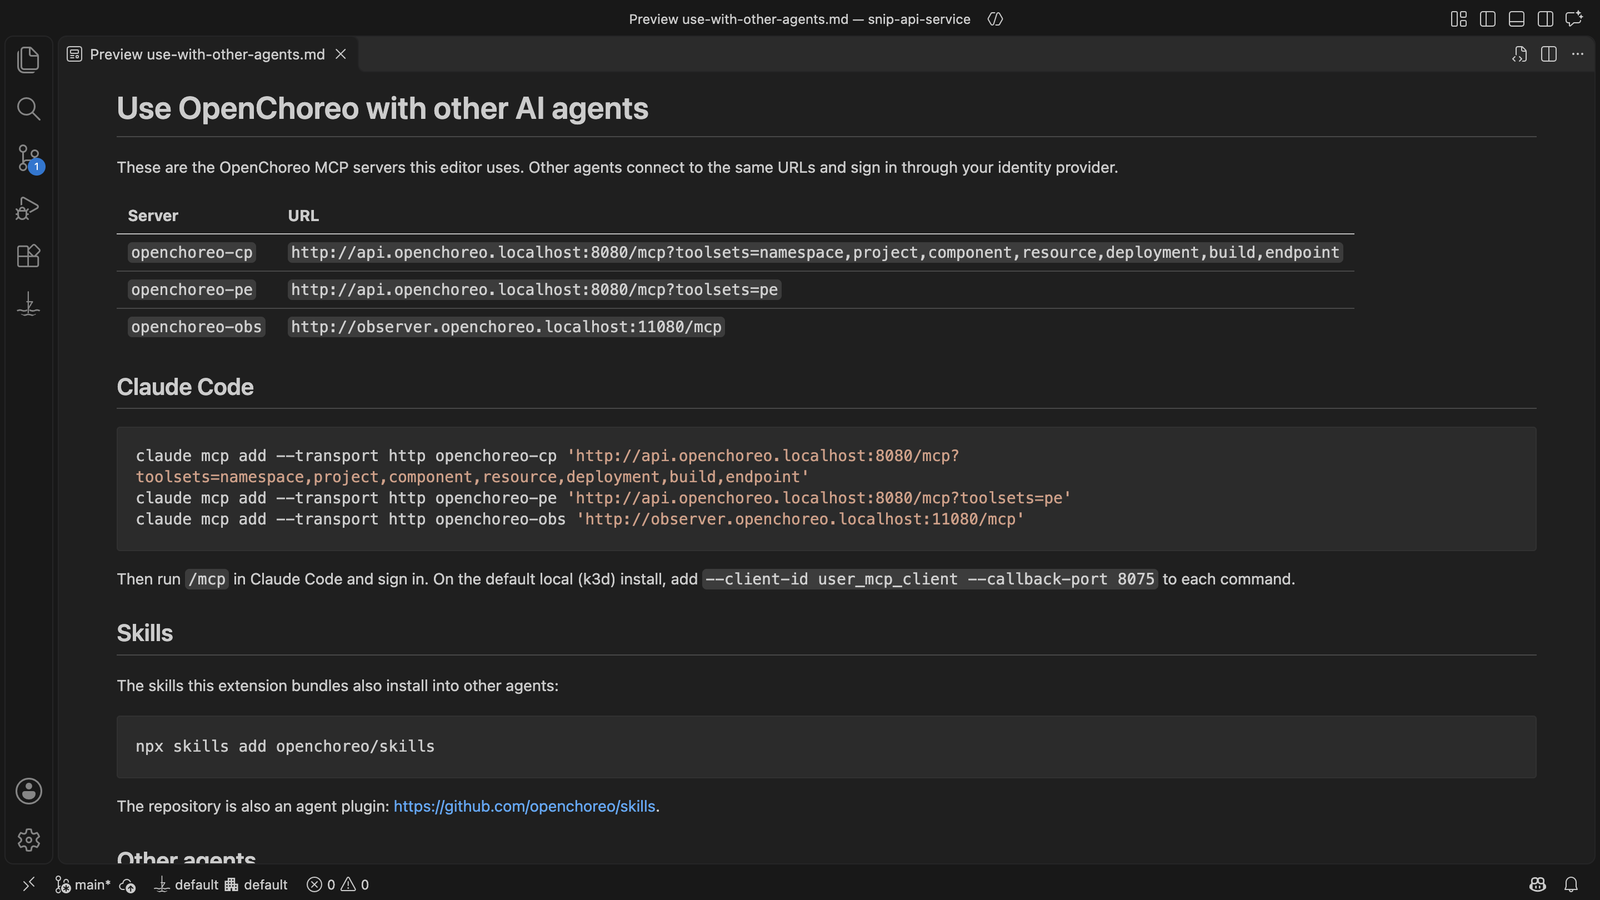 Preview use-with-other-agents.md — snip-api-service
Preview use-with-other-agents.md
Use OpenChoreo with other AI agents
These are the OpenChoreo MCP servers this editor uses. Other agents connect to the same URLs and sign in through your identity provider.
Server URL
openchoreo-cp http://api.openchoreo.localhost:8080/mcp?toolsets=namespace,project,component,resource,deployment,build,endpoint
openchoreo-pe http://api.openchoreo.localhost:8080/mcp?toolsets=pe
openchoreo-obs http://observer.openchoreo.localhost:11080/mcp
Claude Code
claude mcp add --transport http openchoreo-cp 'http://api.openchoreo.localhost:8080/mcp?
toolsets=namespace,project,component,resource,deployment,build,endpoint'
claude mcp add --transport http openchoreo-pe 'http://api.openchoreo.localhost:8080/mcp?toolsets=pe'
claude mcp add --transport http openchoreo-obs 'http://observer.openchoreo.localhost:11080/mcp'
Then run /mcp in Claude Code and sign in. On the default local (k3d) install, add --client-id user_mcp_client --callback-port 8075 to each command.
Skills
The skills this extension bundles also install into other agents:
npx skills add openchoreo/skills
The repository is also an agent plugin: https://github.com/openchoreo/skills.
Other agents
1
main* default default 0 0